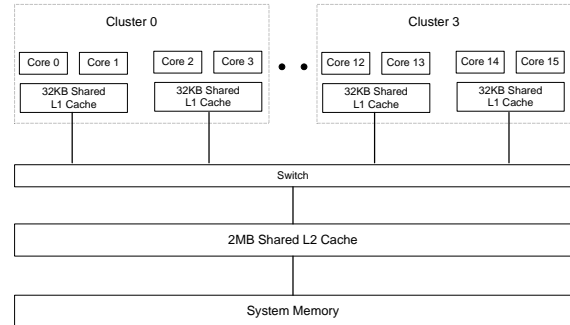 Cluster 0
Cluster 3
Core 0 Core 1 Core 2 Core 3 Core 12 Core 13 Core 14 Core 15
32KB Shared
L1 Cache
32KB Shared
L1 Cache
32KB Shared
L1 Cache
32KB Shared
L1 Cache
Switch
2MB Shared L2 Cache
System Memory